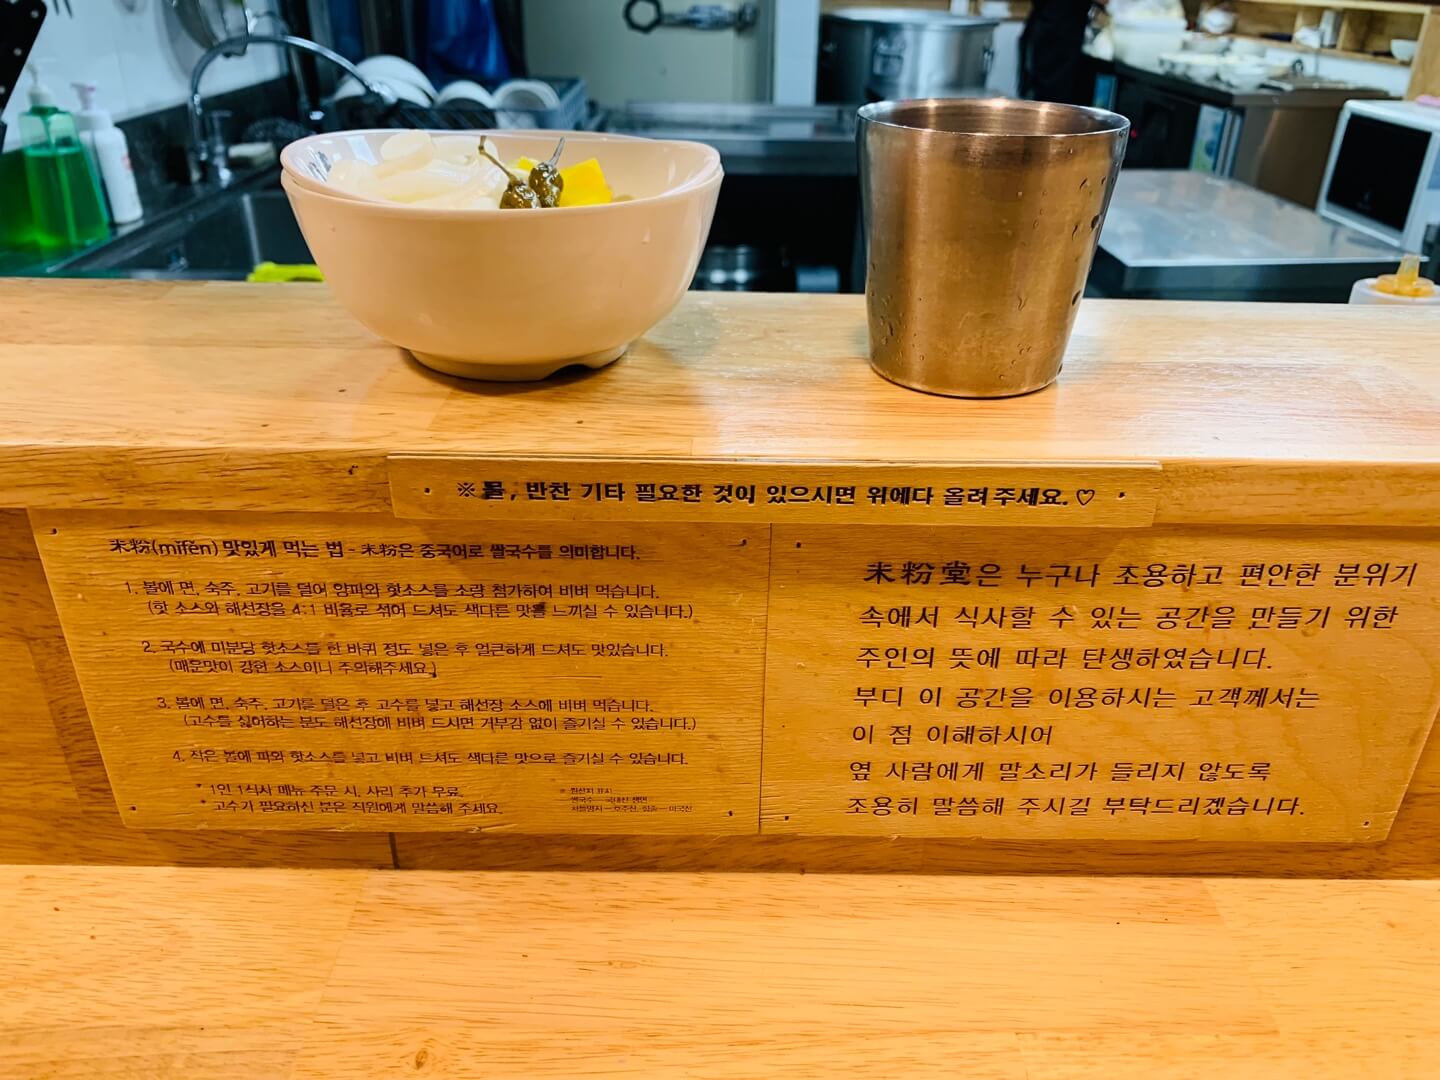 ※ 물, 반찬 기타 필요한 것이 있으시면 위에다 올려주세요.♡
米粉(mǐfěn) 맛있게 먹는 법 - 米粉은 중국어로 쌀국수를 의미합니다.
1. 볼에 면, 숙주, 고기를 덜어 양파와 핫소스를 소량 첨가하여 비벼 먹습니다.
(핫 소스와 해선장을 4:1 비율로 섞어 드셔도 색다른 맛을 느끼실 수 있습니다.)
2. 국수에 미분당 핫소스를 한 바퀴 정도 넣은 후 얼큰하게 드셔도 맛있습니다.
(매운맛이 강한 소스이니 주의해주세요.)
3. 볼에 면, 숙주, 고기를 덜은 후 고수를 넣고 해선장 소스에 비벼 먹습니다.
(고수를 싫어하는 분도 해선장에 비벼 드시면 거부감 없이 즐기실 수 있습니다.)
4. 작은 볼에 파와 핫소스를 넣고 비벼 드셔도 색다른 맛으로 즐기실 수 있습니다.
* 1인 1식사 메뉴 주문 시, 사리 추가 무료.
* 고수가 필요하신 분은 직원에게 말씀해 주세요.
※ 원산지 표시
米粉堂은 누구나 조용하고 편안한 분위기
속에서 식사할 수 있는 공간을 만들기 위한
주인의 뜻에 따라 탄생하였습니다.
부디 이 공간을 이용하시는 고객께서는
이 점 이해하시어
옆 사람에게 말소리가 들리지 않도록
조용히 말씀해 주시길 부탁드리겠습니다.